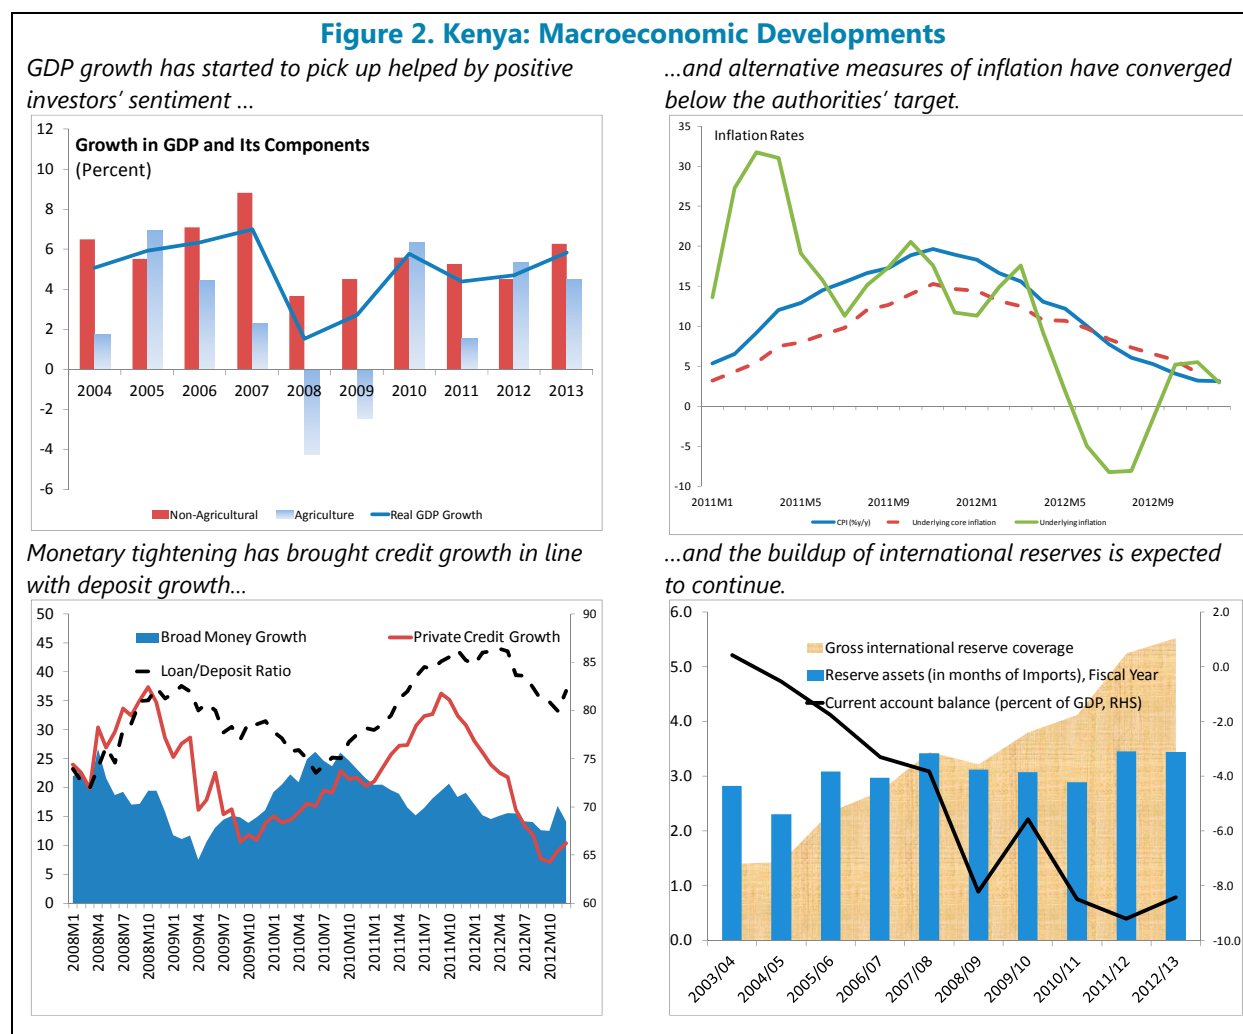 Figure 2. Kenya: Macroeconomic Developments
GDP growth has started to pick up helped by positive
investors’ sentiment …
…and alternative measures of inflation have converged
below the authorities’ target.
Growth in GDP and Its Components
(Percent)
12
10
8
6
4
2
0
-2
-4
-6
2004 2005 2006 2007 2008 2009 2010 2011 2012 2013
Non-Agricultural Agriculture Real GDP Growth
Inflation Rates
35
30
25
20
15
10
5
0
-5
-10
2011M1 2011M5 2011M9 2012M1 2012M5 2012M9
CPI (%y/y) Underlying core inflation Underlying inflation
Monetary tightening has brought credit growth in line
with deposit growth…
…and the buildup of international reserves is expected
to continue.
Broad Money Growth Private Credit Growth
Loan/Deposit Ratio
50
45
40
35
30
25
20
15
10
5
0
90
85
80
75
70
65
60
2008M1 2008M4 2008M7 2008M10 2009M1 2009M4 2009M7 2009M10 2010M1 2010M4 2010M7 2010M10 2011M1 2011M4 2011M7 2011M10 2012M1 2012M4 2012M7 2012M10
Gross international reserve coverage
Reserve assets (in months of Imports), Fiscal Year
Current account balance (percent of GDP, RHS)
6.0
5.0
4.0
3.0
2.0
1.0
0.0
2.0
0.0
-2.0
-4.0
-6.0
-8.0
-10.0
2003/04 2004/05 2005/06 2006/07 2007/08 2008/09 2009/10 2010/11 2011/12 2012/13